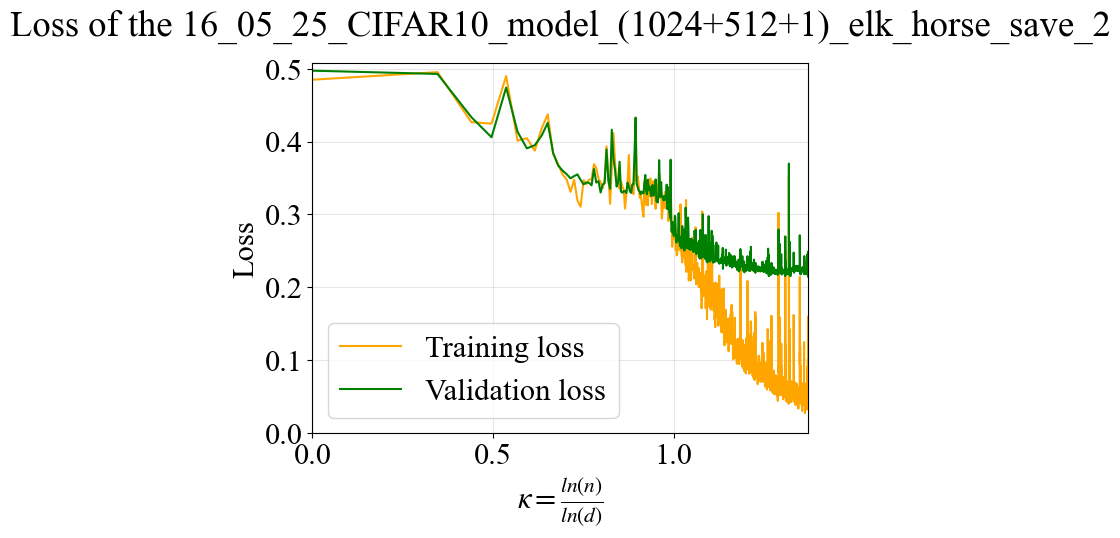 Loss of the 16_05_25_CIFAR10_model_(1024+512+1)_elk_horse_save_2
0.5
0.4
0.3
0.2
0.1
0.0
Loss
Training loss
Validation loss
0.0 0.5 1.0
κ = ln(n) / ln(d)